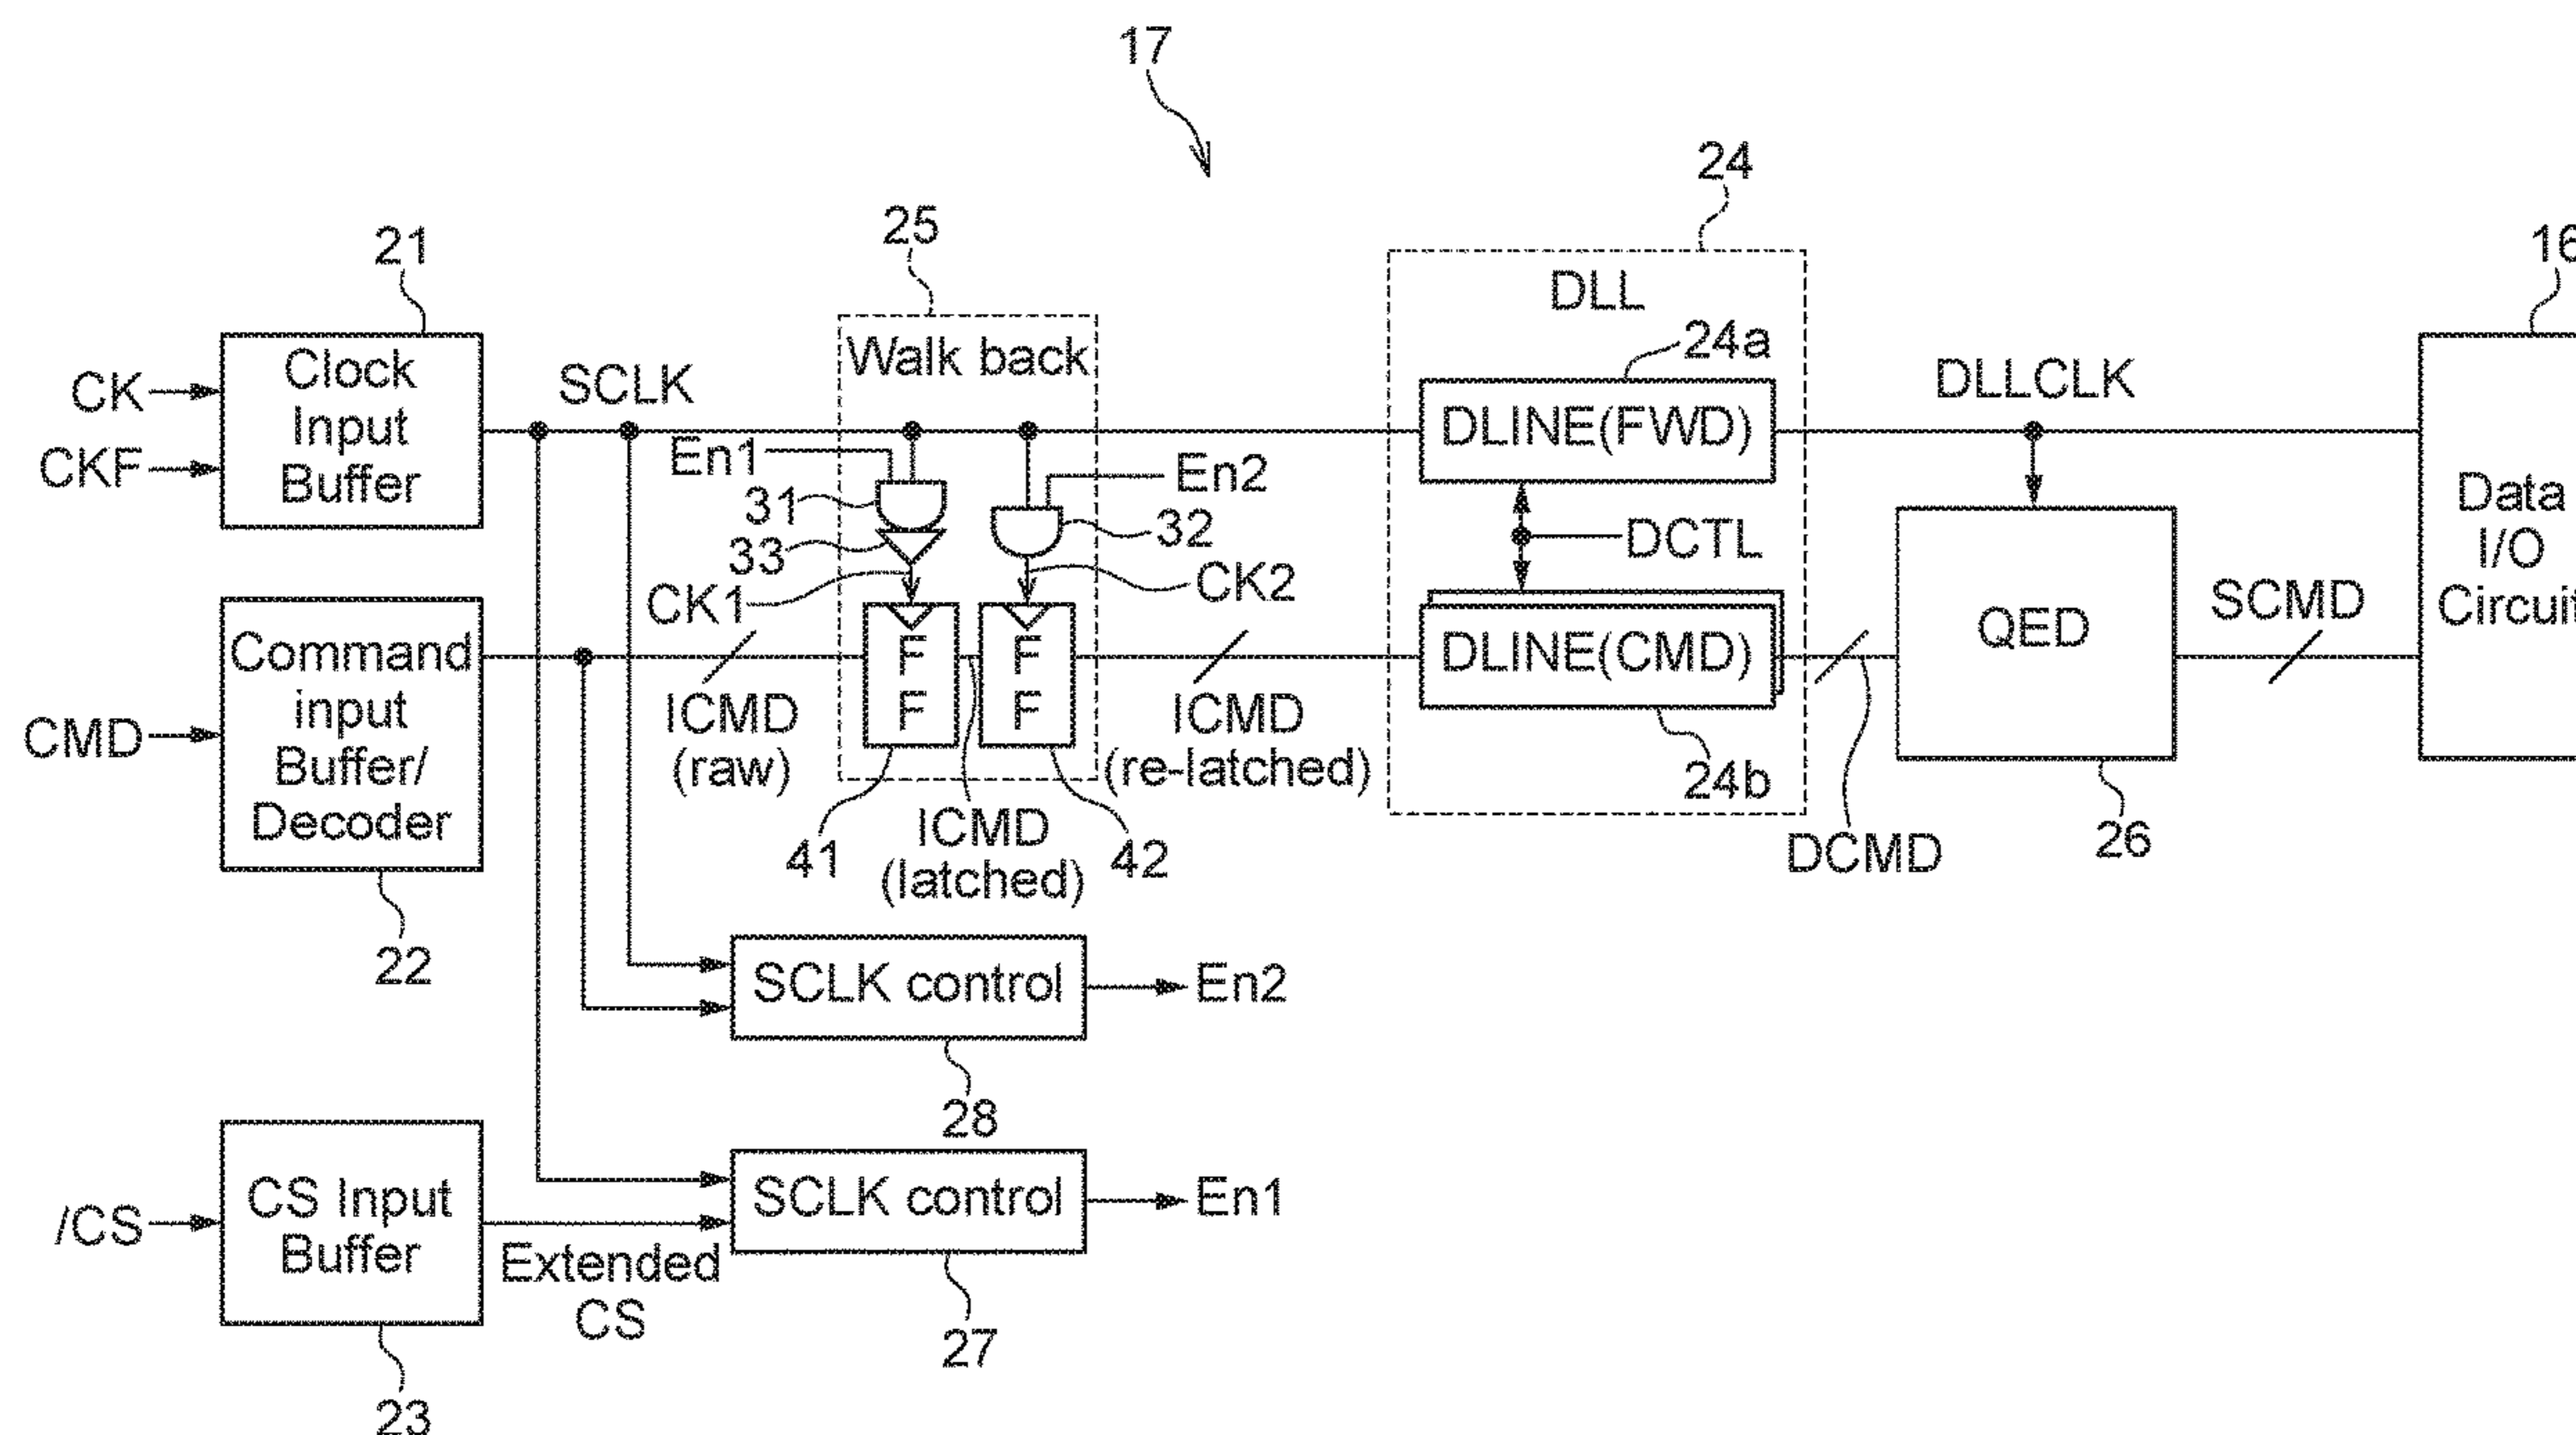 17
24
25
16
21
DLL
Clock
Input
Buffer
Walk back
24a
CK
CKF
SCLK
DLINE(FWD)
DLLCLK
En1
En2
31
32
33
DCTL
Data
I/O
Circuit
CK1
CK2
Command
input
Buffer/
Decoder
CMD
F
F
F
F
DLINE(CMD)
QED
SCMD
ICMD
(raw)
ICMD
(re-latched)
24b
41
ICMD
(latched)
42
DCMD
26
22
SCLK control
En2
28
/CS
CS Input
Buffer
SCLK control
En1
Extended
CS
27
23